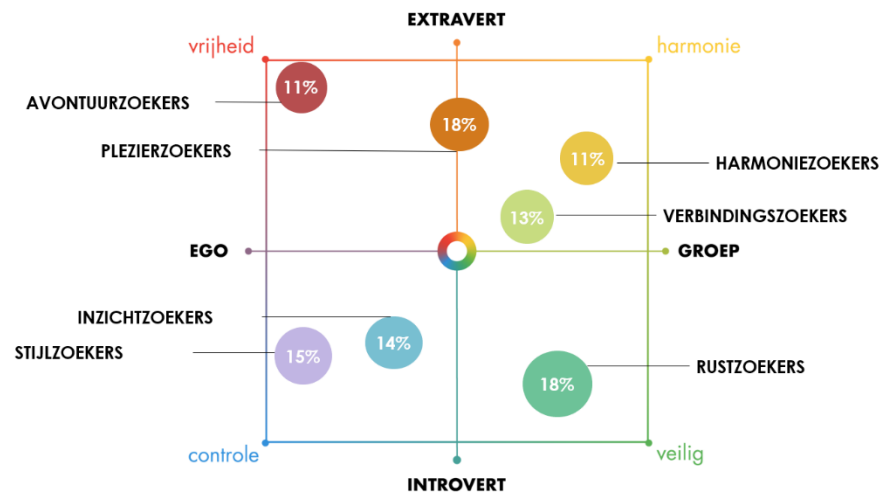 EXTRAVERT
vrijheid
harmonie
11%
AVONTUURZOEKERS
18%
PLEZIERZOEKERS
11%
HARMONIEZOEKERS
13%
VERBINDINGSZOEKERS
EGO
GROEP
INZICHTZOEKERS
14%
STIJLZOEKERS
15%
RUSTZOEKERS
18%
controle
veilig
INTROVERT